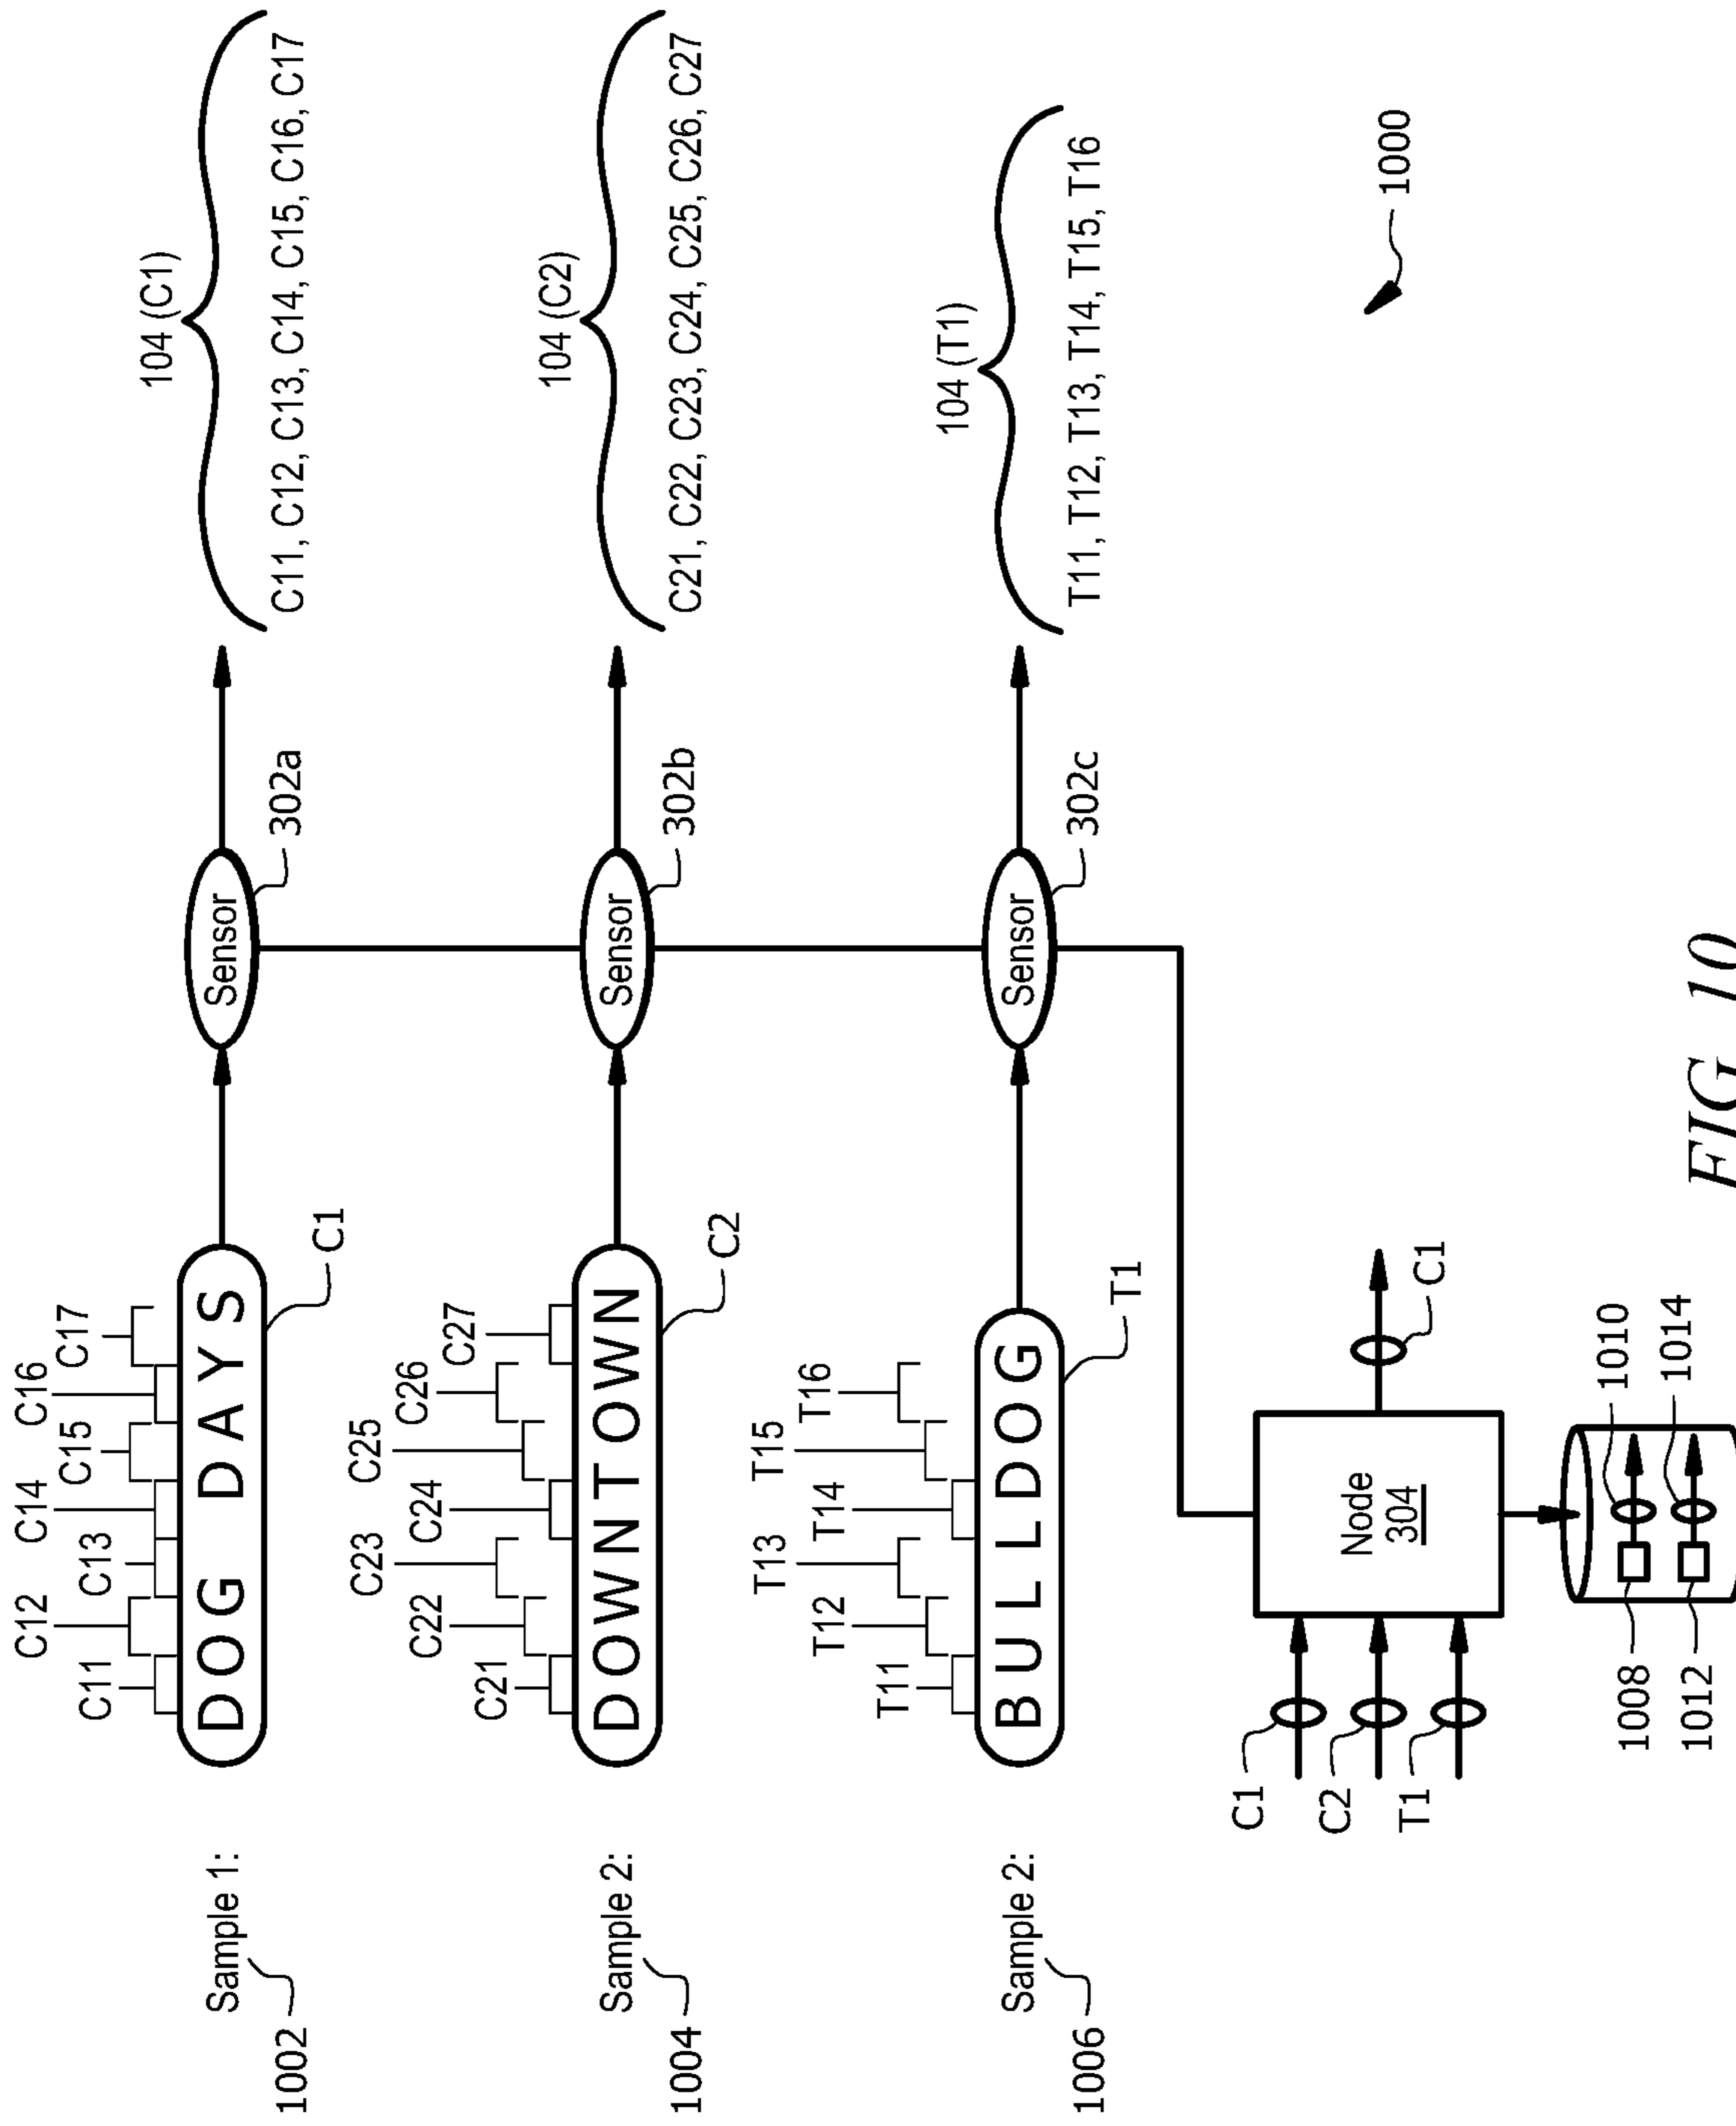 C11 C12 C13 C14 C15 C16 C17
Sample 1:
1002
DOG DAYS
C1
Sensor
302a
104 (C1)
C11, C12, C13, C14, C15, C16, C17
C21 C22 C23 C24 C25 C26 C27
Sample 2:
1004
DOWNTOWN
C2
Sensor
302b
104 (C2)
C21, C22, C23, C24, C25, C26, C27
T11 T12 T13 T14 T15 T16
Sample 2:
1006
BULLDOG
T1
Sensor
302c
104 (T1)
T11, T12, T13, T14, T15, T16
C1
C2
T1
Node
304
C1
1000
1008
1010
1012
1014
FIG. 10